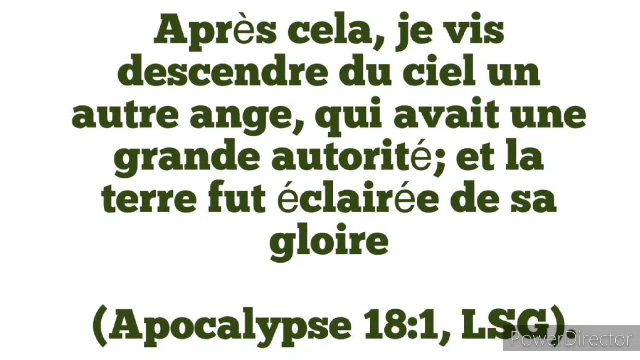 Après cela, je vis
descendre du ciel un
autre ange, qui avait une
grande autorité; et la
terre fut éclairée de sa
gloire
(Apocalypse 18:1, LSG).
PowerDirector